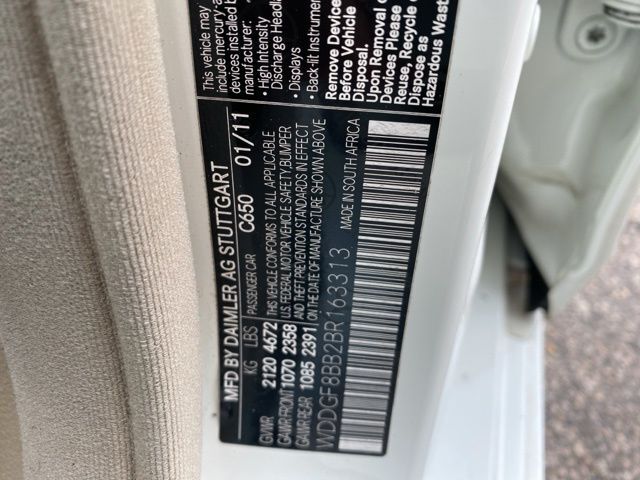 This vehicle may
include mercury
devices installed b
manufacturer:
• High Intensity
Discharge Headl
• Displays
• Back-lit Instrumen
Remove Device
Before Vehicle
Disposal.
Upon Removal o
Devices Please
Reuse, Recycle o
Dispose as
Hazardous Wast
MFD BY DAIMLER AG STUTTGART 01/11
KG LBS PASSENGER CAR C650
GVWR 2120 4672 THIS VEHICLE CONFORMS TO ALL APPLICABLE
GAWR FRONT 1070 2358 U.S. FEDERAL MOTOR VEHICLE SAFETY, BUMPER
GAWR REAR 1085 2391 AND THEFT PREVENTION STANDARDS IN EFFECT
ON THE DATE OF MANUFACTURE SHOWN ABOVE
WDDGF8BB2BR163313 MADE IN SOUTH AFRICA